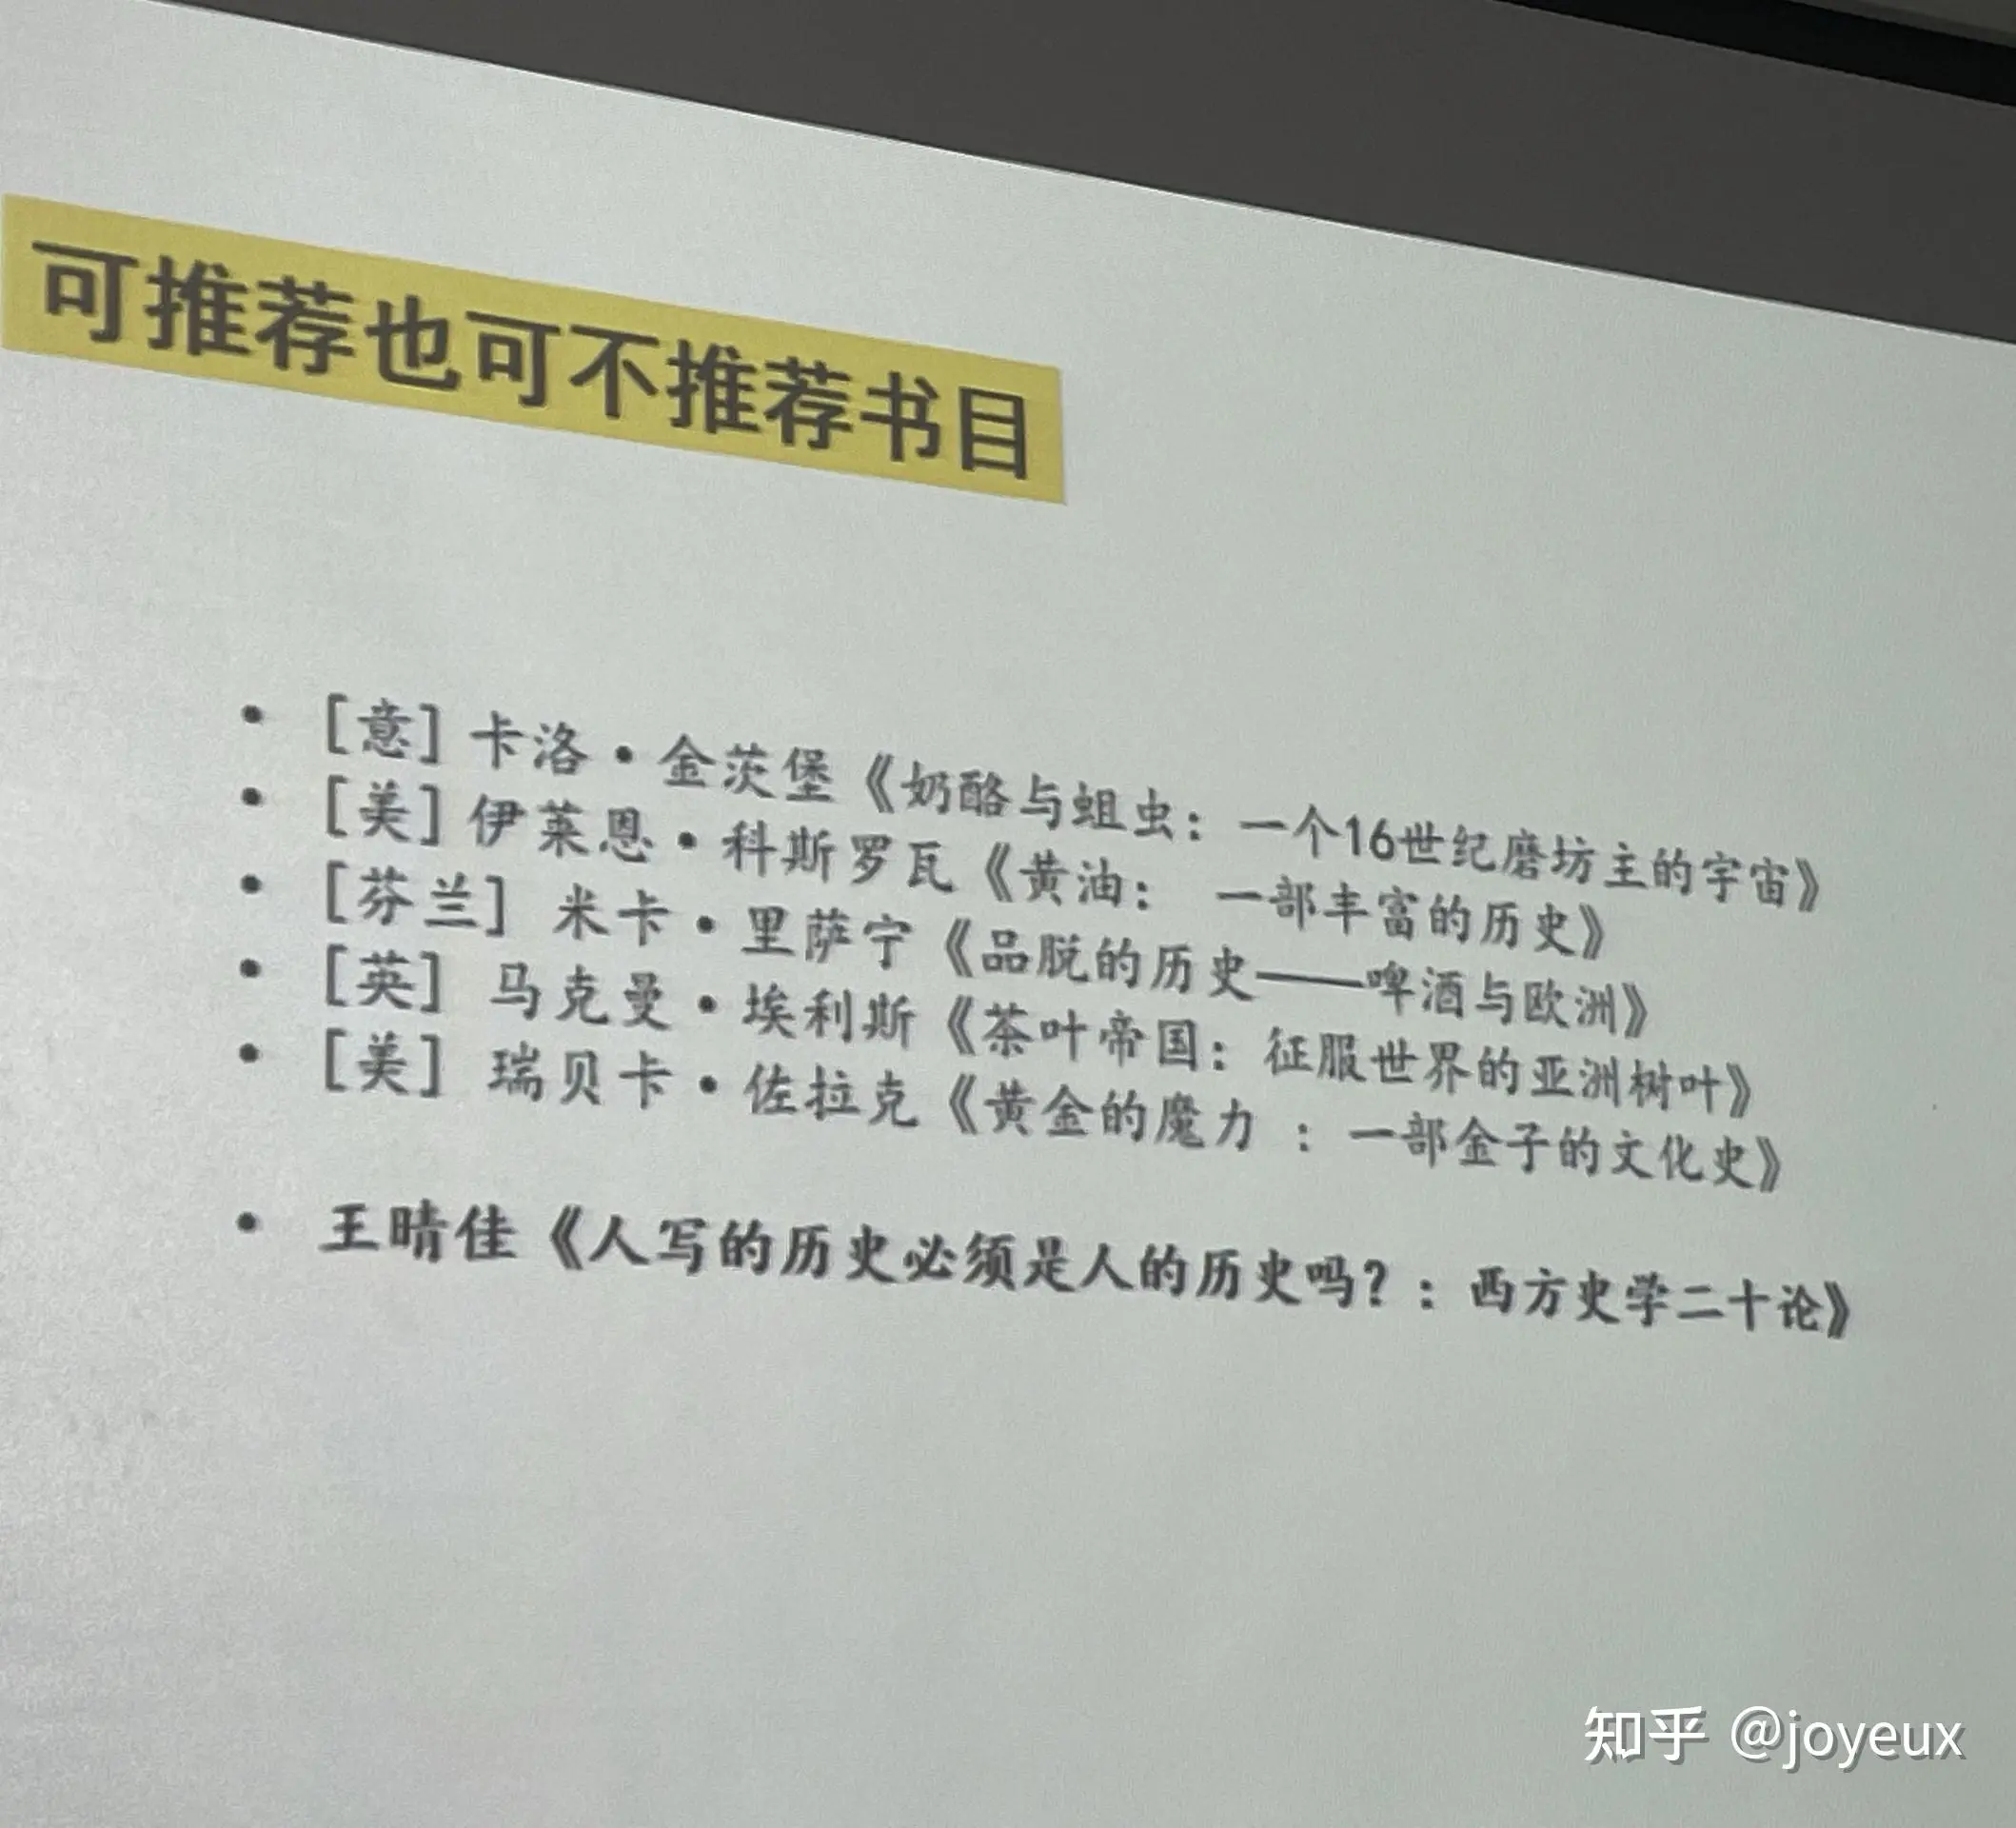 可推荐也可不推荐书目
• [意] 卡洛·金茨堡《奶酪与蛆虫：一个16世纪磨坊主的宇宙》
• [美] 伊莱恩·科斯罗瓦《黄油： 一部丰富的历史》
• [芬兰] 米卡·里萨宁《品脱的历史——啤酒与欧洲》
• [英] 马克曼·埃利斯《茶叶帝国：征服世界的亚洲树叶》
• [美] 瑞贝卡·佐拉克《黄金的魔力 ：一部金子的文化史》
• 王晴佳《人写的历史必须是人的历史吗？：西方史学二十论》
知乎 @joyeux